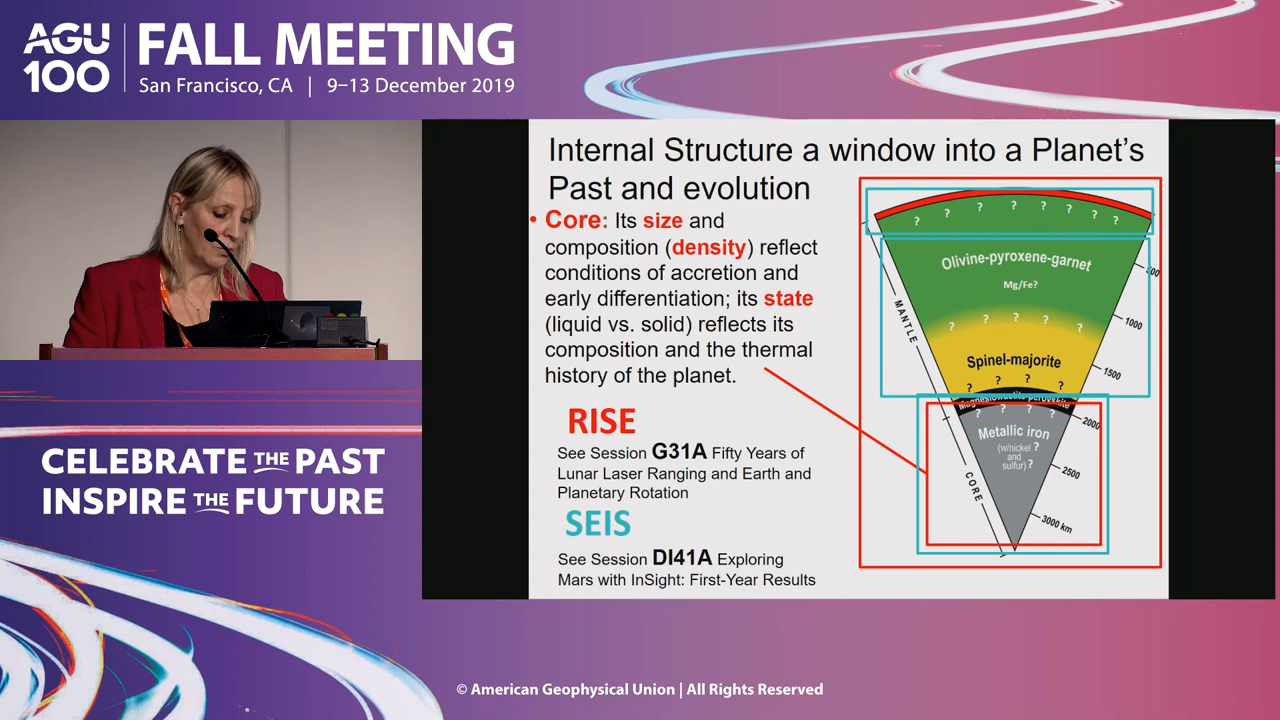 AGU
100
FALL MEETING
San Francisco, CA | 9–13 December 2019
Internal Structure a window into a Planet's
Past and evolution
• Core: Its size and
composition (density) reflect
conditions of accretion and
early differentiation; its state
(liquid vs. solid) reflects its
composition and the thermal
history of the planet.
RISE
See Session G31A Fifty Years of
Lunar Laser Ranging and Earth and
Planetary Rotation
SEIS
See Session DI41A Exploring
Mars with InSight: First-Year Results
? ? ? ? ? ? ?
Olivine-pyroxene-garnet
Mg/Fe?
? ? ? ? ?
Spinel-majorite
? ? ? ?
Magnesiowustite perovskite
? ? ? ?
Metallic iron
(w/nickel ?
and
sulfur) ?
MANTLE
CORE
500
1000
1500
2000
2500
3000 km
CELEBRATE THE PAST
INSPIRE THE FUTURE
© American Geophysical Union | All Rights Reserved